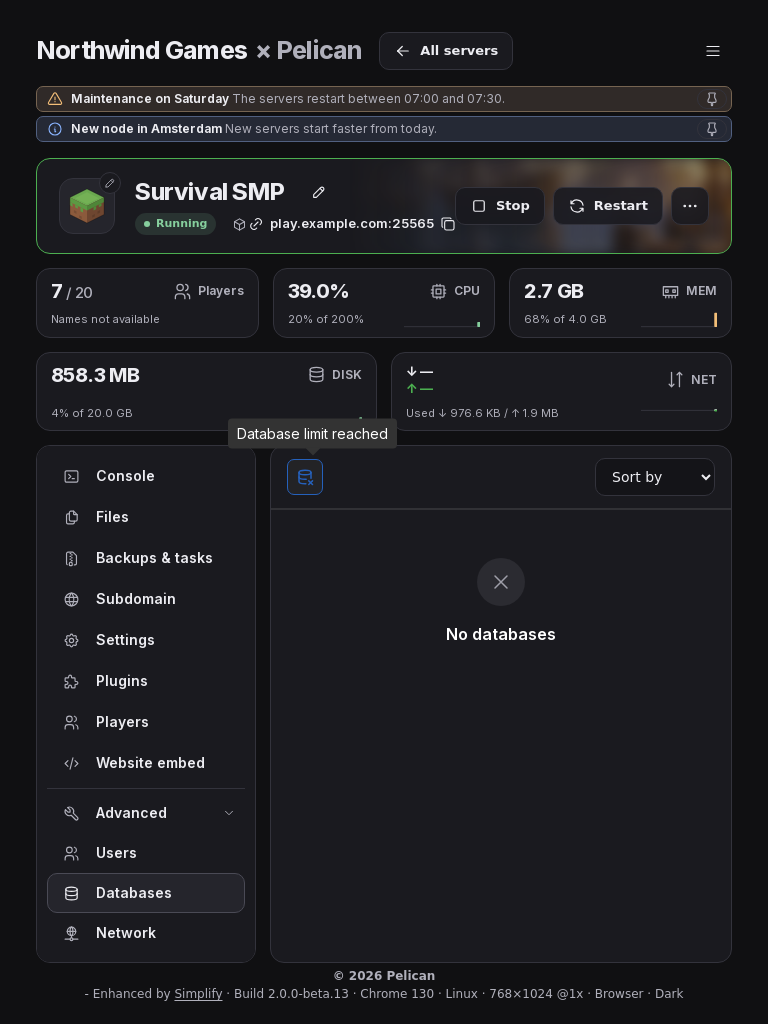 Northwind Games × Pelican
All servers
Maintenance on Saturday The servers restart between 07:00 and 07:30.
New node in Amsterdam New servers start faster from today.
Survival SMP
Running
play.example.com:25565
Stop
Restart
7 / 20
Players
Names not available
39.0%
CPU
20% of 200%
2.7 GB
MEM
68% of 4.0 GB
858.3 MB
DISK
4% of 20.0 GB
↓ —
↑ —
NET
Used ↓ 976.6 KB / ↑ 1.9 MB
Database limit reached
Console
Files
Backups & tasks
Subdomain
Settings
Plugins
Players
Website embed
Advanced
Users
Databases
Network
Sort by
No databases
© 2026 Pelican
- Enhanced by Simplify · Build 2.0.0-beta.13 · Chrome 130 · Linux · 768×1024 @1x · Browser · Dark